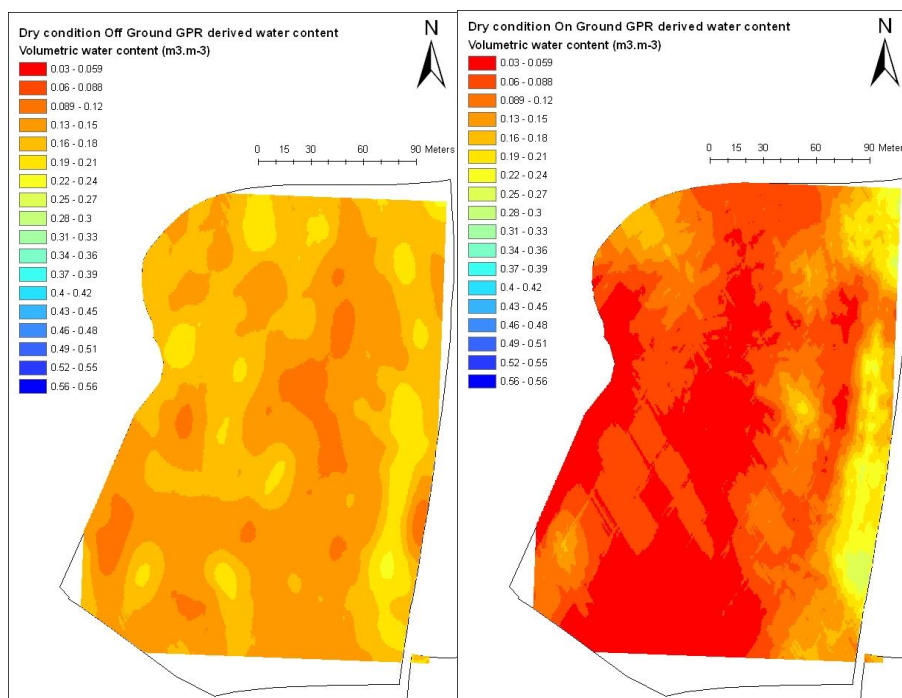 Dry condition Off Ground GPR derived water content
Volumetric water content (m3.m-3)
0.03 - 0.059
0.06 - 0.088
0.089 - 0.12
0.13 - 0.15
0.16 - 0.18
0.19 - 0.21
0.22 - 0.24
0.25 - 0.27
0.28 - 0.3
0.31 - 0.33
0.34 - 0.36
0.37 - 0.39
0.4 - 0.42
0.43 - 0.45
0.46 - 0.48
0.49 - 0.51
0.52 - 0.55
0.56 - 0.56
N
0 15 30 60 90 Meters
Dry condition On Ground GPR derived water content
Volumetric water content (m3.m-3)
0.03 - 0.059
0.06 - 0.088
0.089 - 0.12
0.13 - 0.15
0.16 - 0.18
0.19 - 0.21
0.22 - 0.24
0.25 - 0.27
0.28 - 0.3
0.31 - 0.33
0.34 - 0.36
0.37 - 0.39
0.4 - 0.42
0.43 - 0.45
0.46 - 0.48
0.49 - 0.51
0.52 - 0.55
0.56 - 0.56
N
0 15 30 60 90 Meters